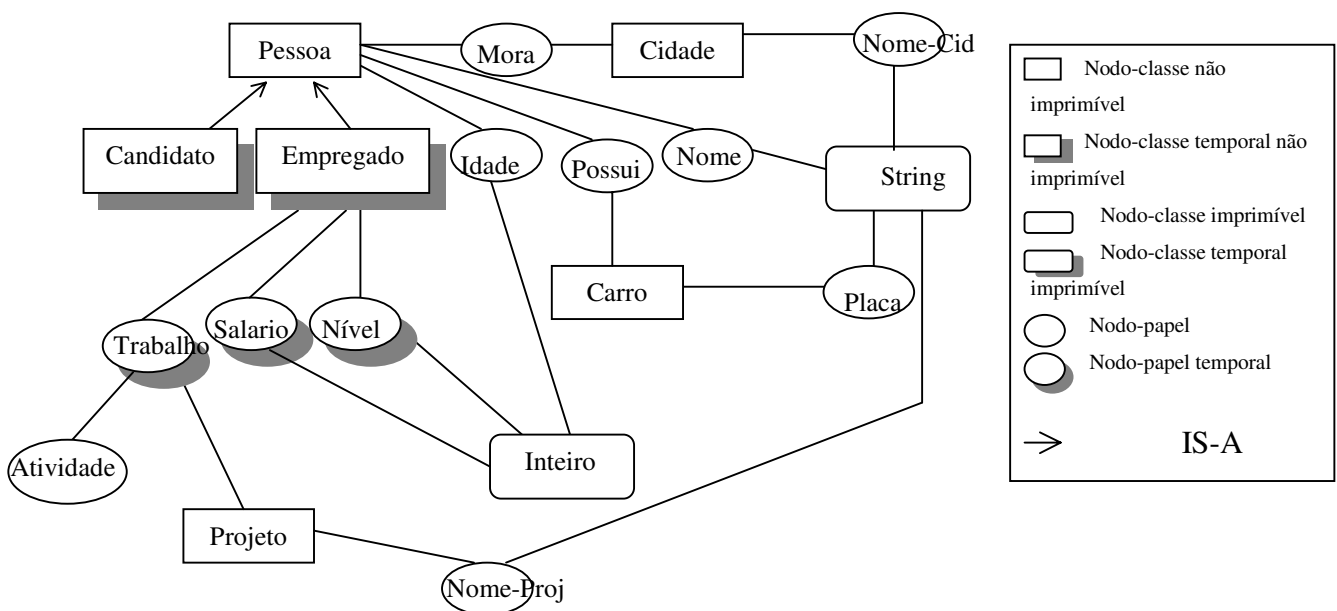 Pessoa
Mora
Cidade
Nome-Cid
Candidato
Empregado
Idade
Possui
Nome
String
Carro
Placa
Trabalho
Salario
Nível
Atividade
Inteiro
Projeto
Nome-Proj
Nodo-classe não
imprimível
Nodo-classe temporal não
imprimível
Nodo-classe imprimível
Nodo-classe temporal
imprimível
Nodo-papel
Nodo-papel temporal
IS-A